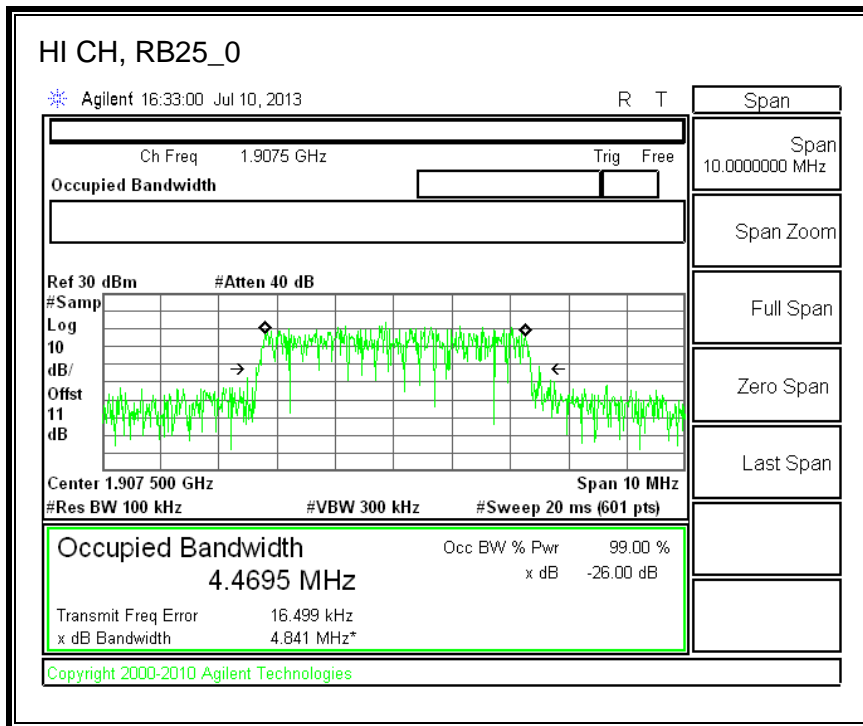 HI CH, RB25_0
Agilent 16:33:00 Jul 10, 2013 R T
Span
Ch Freq 1.9075 GHz Trig Free
Occupied Bandwidth
Span
10.0000000 MHz
Span Zoom
Full Span
Zero Span
Last Span
Ref 30 dBm #Atten 40 dB
#Samp
Log
10
dB/
Offst
11
dB
Center 1.907 500 GHz Span 10 MHz
#Res BW 100 kHz #VBW 300 kHz #Sweep 20 ms (601 pts)
Occupied Bandwidth
4.4695 MHz
Occ BW % Pwr 99.00 %
x dB -26.00 dB
Transmit Freq Error 16.499 kHz
x dB Bandwidth 4.841 MHz*
Copyright 2000-2010 Agilent Technologies